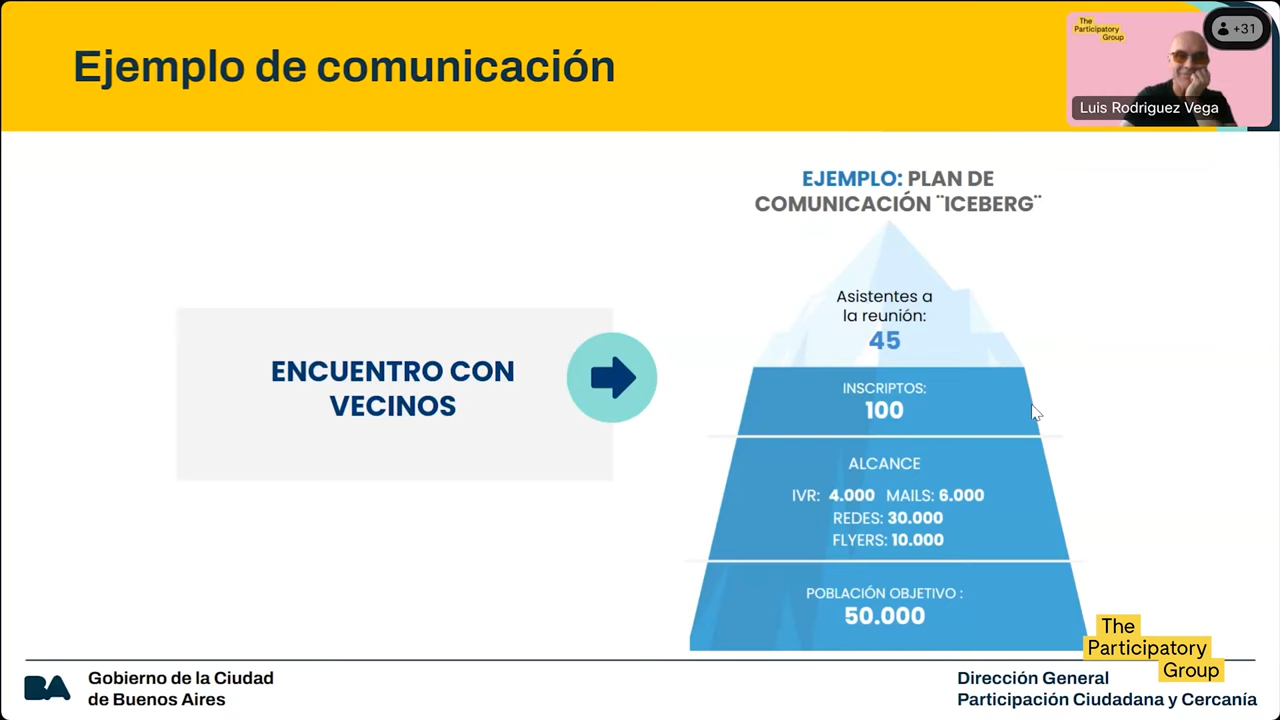 Ejemplo de comunicación
The
Participatory
Group
+31
Luis Rodriguez Vega
EJEMPLO: PLAN DE
COMUNICACIÓN ¨ICEBERG¨
ENCUENTRO CON
VECINOS
Asistentes a
la reunión:
45
INSCRIPTOS:
100
ALCANCE
IVR: 4.000 MAILS: 6.000
REDES: 30.000
FLYERS: 10.000
POBLACIÓN OBJETIVO :
50.000
The
Participatory
Group
BA
Gobierno de la Ciudad
de Buenos Aires
Dirección General
Participación Ciudadana y Cercanía